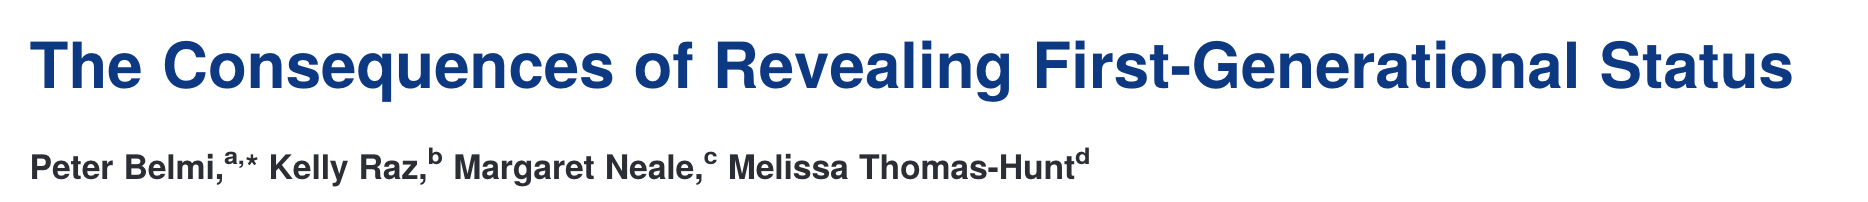 The Consequences of Revealing First-Generational Status
Peter Belmi,a,* Kelly Raz,b Margaret Neale,c Melissa Thomas-Huntd